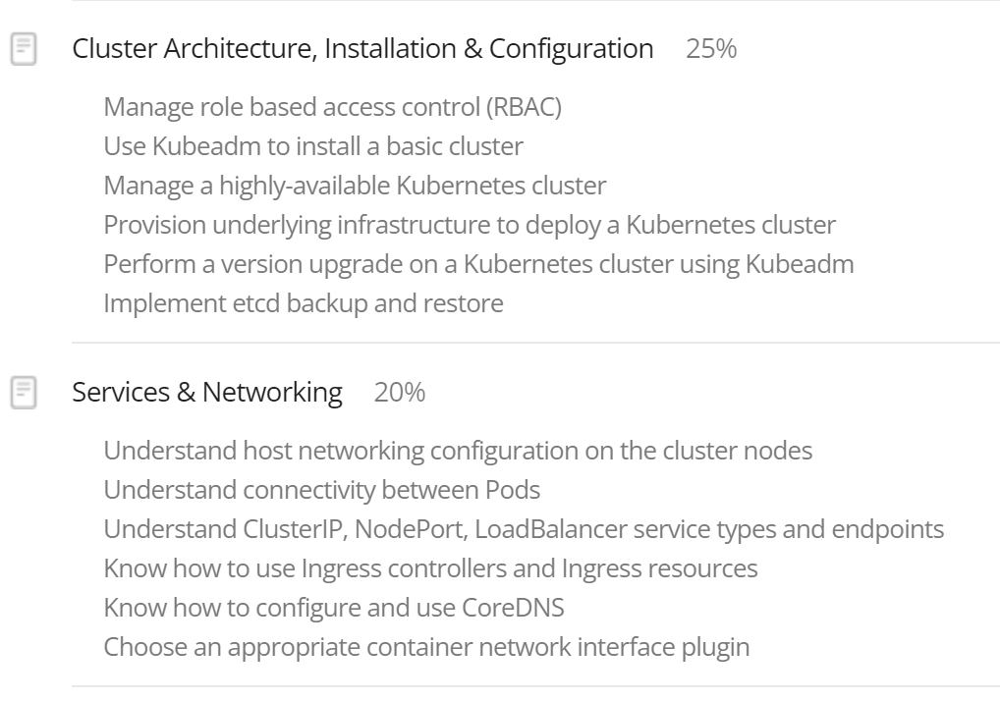 Cluster Architecture, Installation & Configuration 25%
Manage role based access control (RBAC)
Use Kubeadm to install a basic cluster
Manage a highly-available Kubernetes cluster
Provision underlying infrastructure to deploy a Kubernetes cluster
Perform a version upgrade on a Kubernetes cluster using Kubeadm
Implement etcd backup and restore
Services & Networking 20%
Understand host networking configuration on the cluster nodes
Understand connectivity between Pods
Understand ClusterIP, NodePort, LoadBalancer service types and endpoints
Know how to use Ingress controllers and Ingress resources
Know how to configure and use CoreDNS
Choose an appropriate container network interface plugin